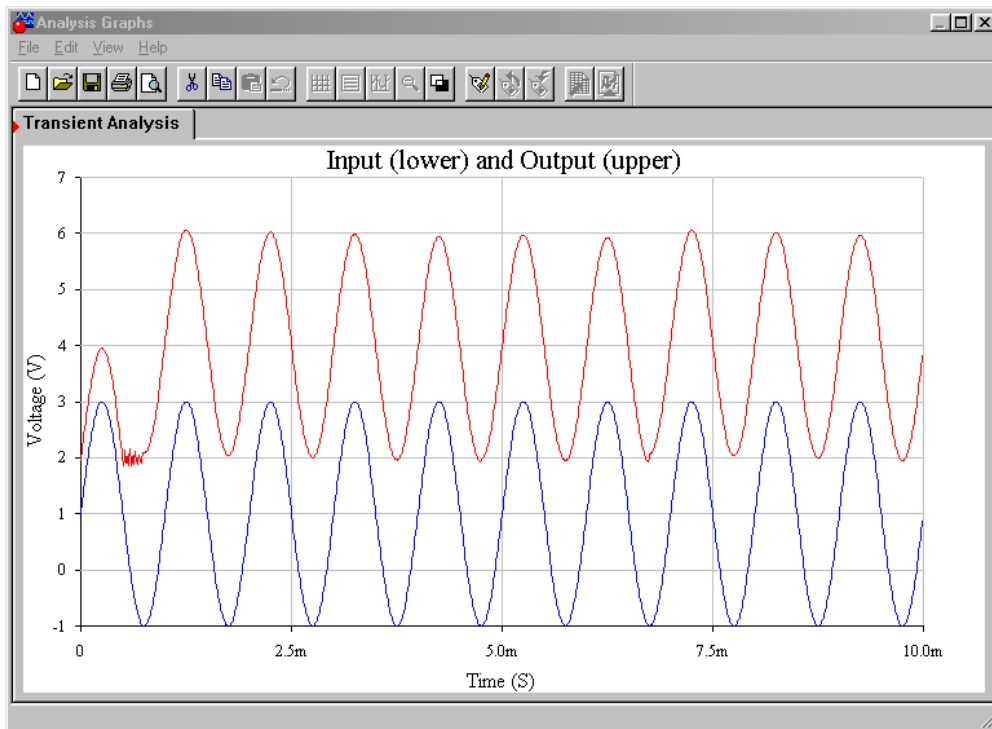 Analysis Graphs
File Edit View Help
Transient Analysis
Input (lower) and Output (upper)
7
6
5
4
3
2
1
0
-1
Voltage (V)
0 2.5m 5.0m 7.5m 10.0m
Time (S)